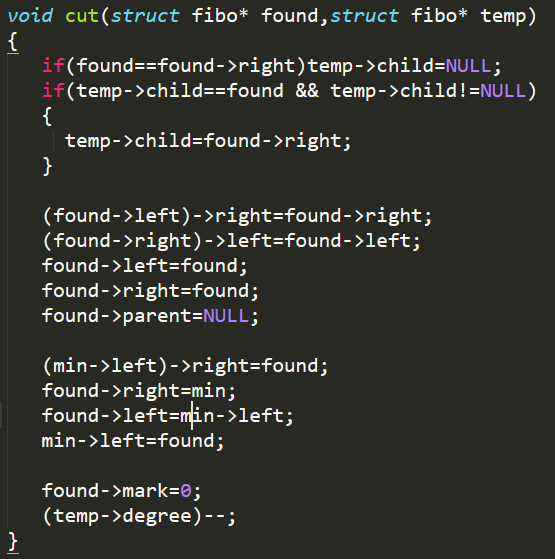 void cut(struct fibo* found,struct fibo* temp)
{
if(found==found->right)temp->child=NULL;
if(temp->child==found && temp->child!=NULL)
{
temp->child=found->right;
}
(found->left)->right=found->right;
(found->right)->left=found->left;
found->left=found;
found->right=found;
found->parent=NULL;
(min->left)->right=found;
found->right=min;
found->left=min->left;
min->left=found;
found->mark=0;
(temp->degree)--;
}